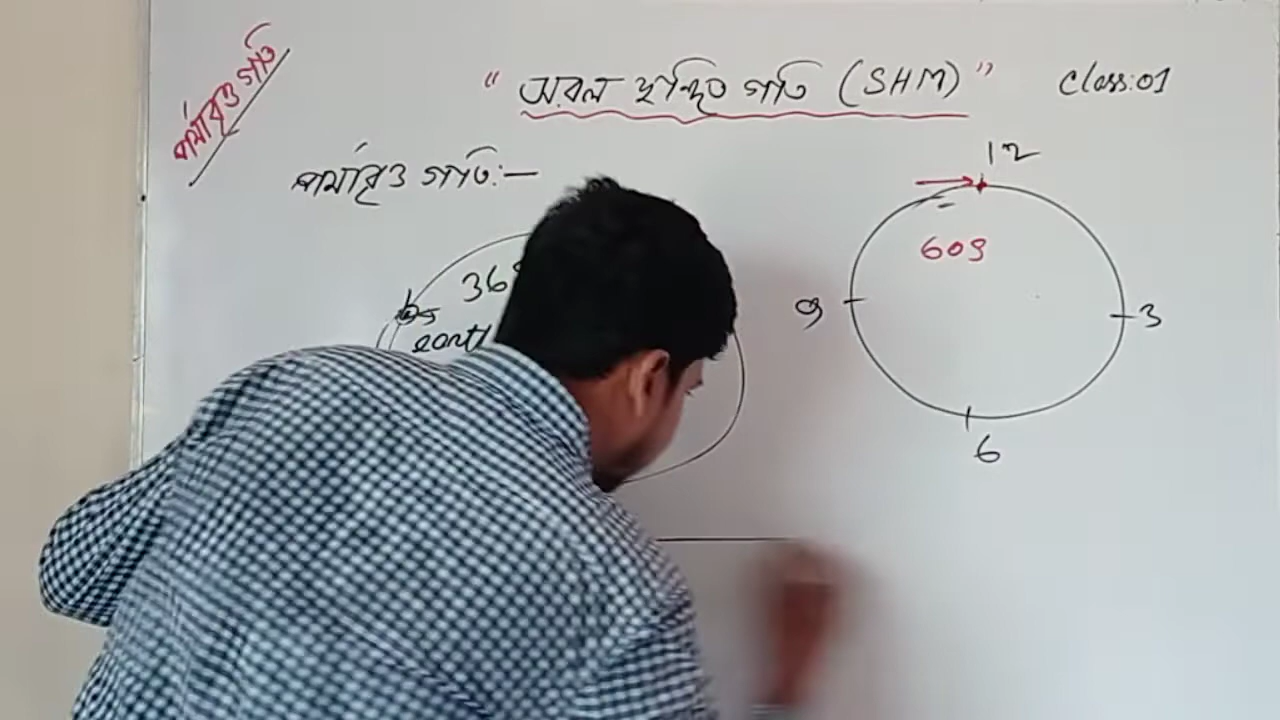 পর্যাবৃত্ত গতি
" সরল ছন্দিত গতি (SHM) "
Class: 01
পর্যাবৃত্ত গতি:—
12
60s
9
3
6
36
earth